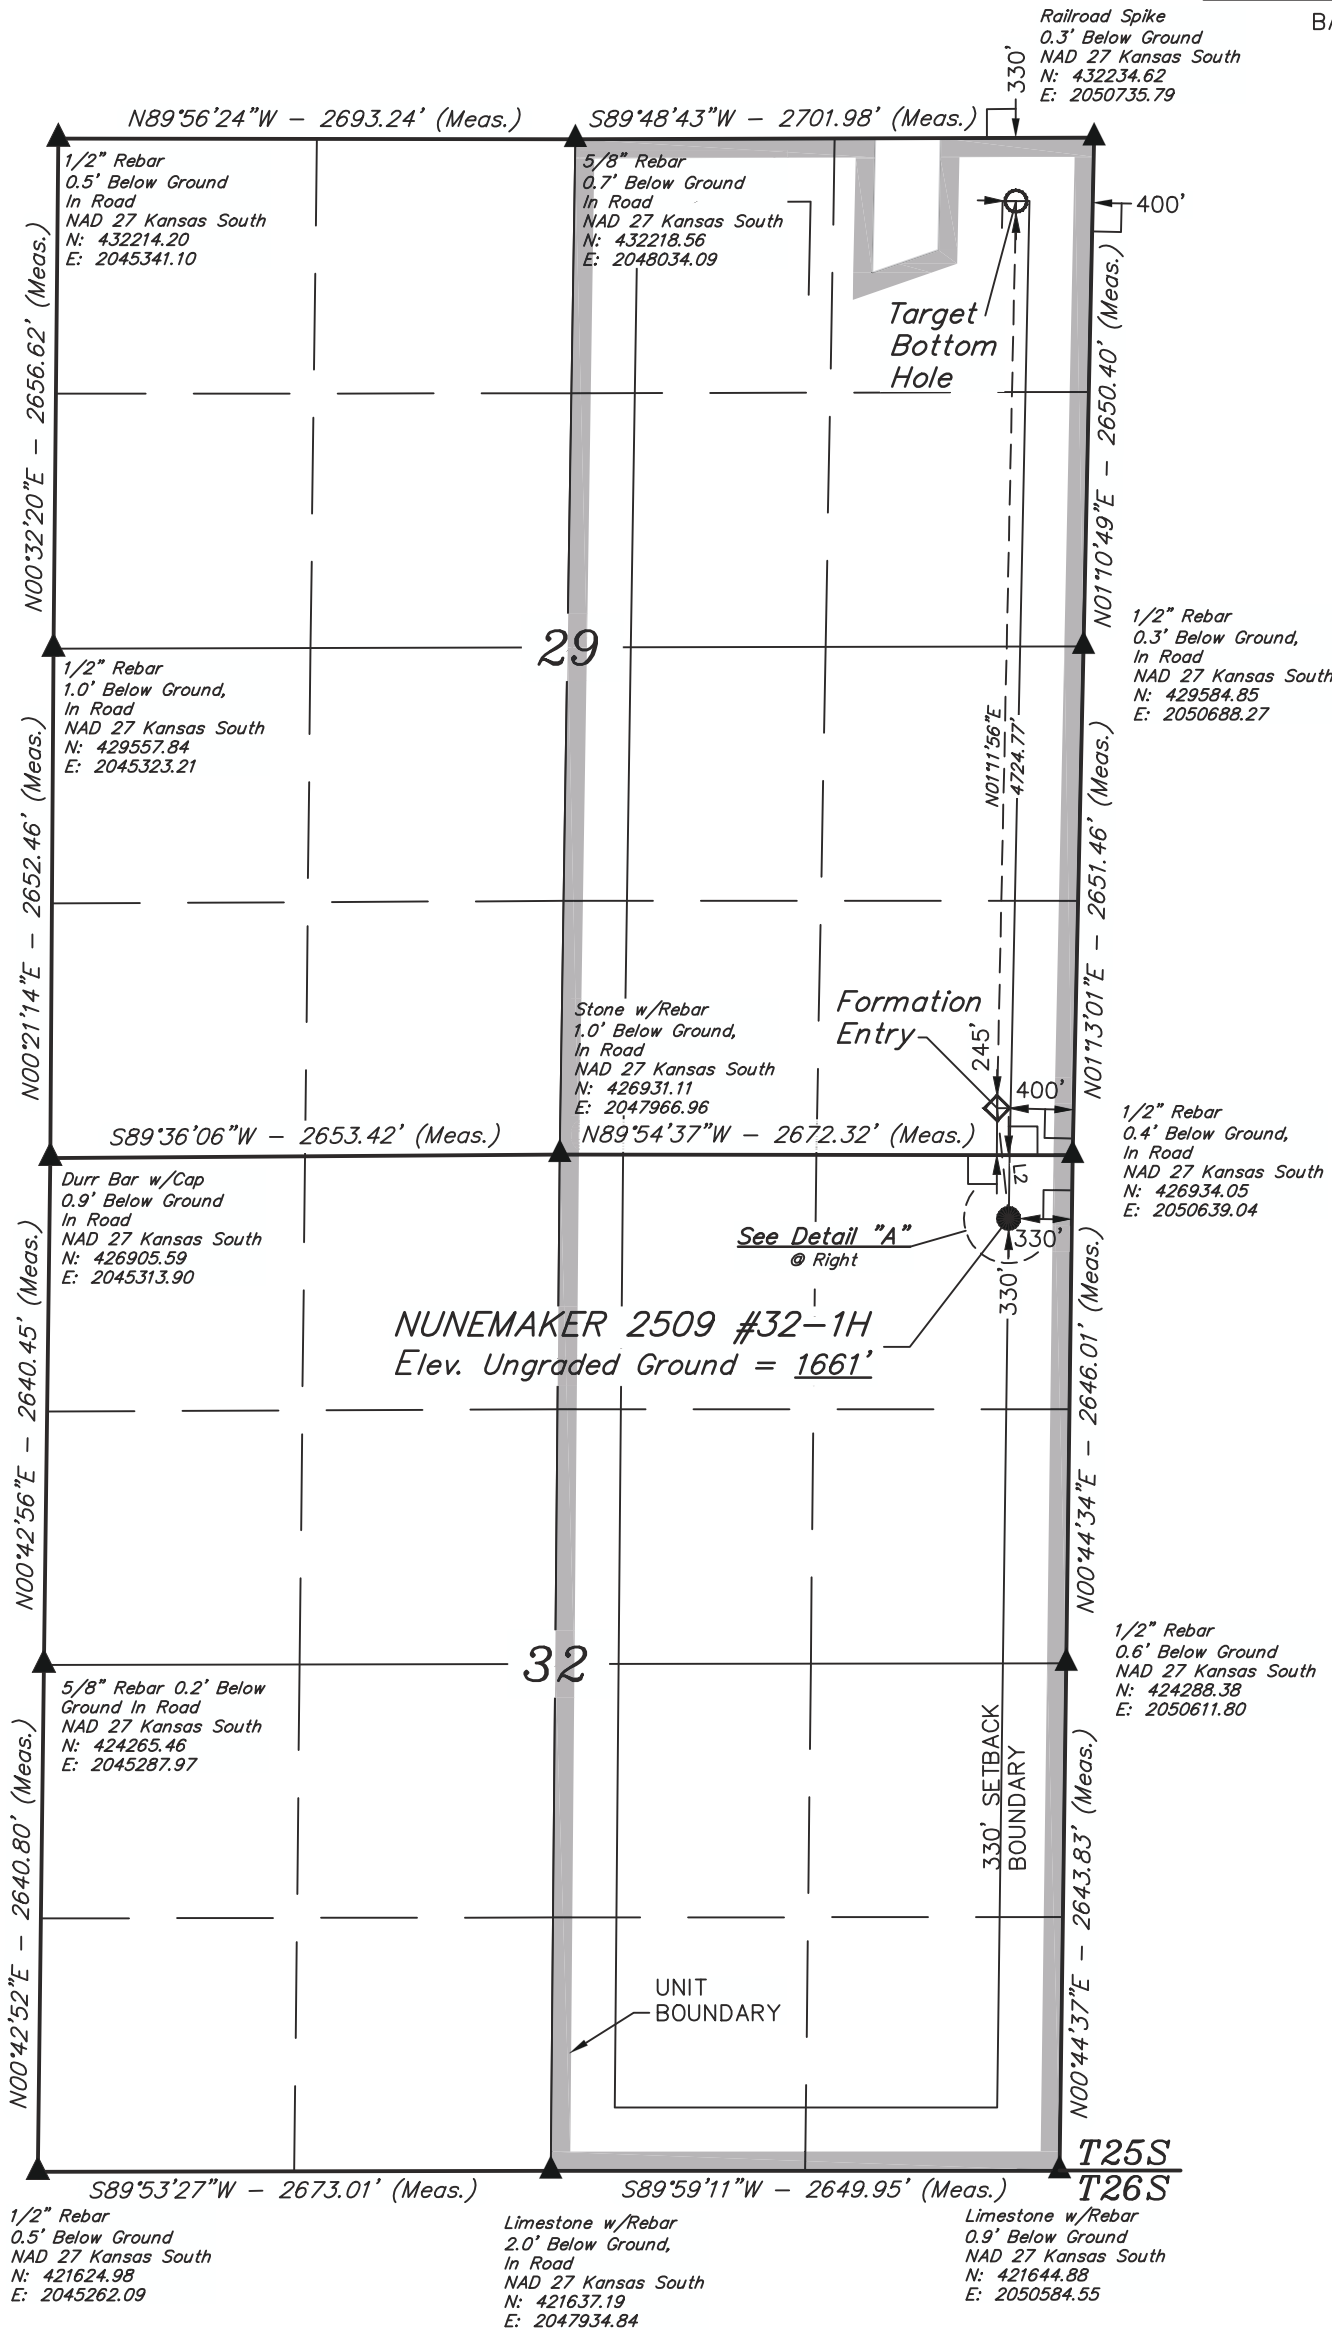 Railroad Spike
0.3' Below Ground
NAD 27 Kansas South
N: 432234.62
E: 2050735.79
330'
N89°56'24"W - 2693.24' (Meas.)
S89°48'43"W - 2701.98' (Meas.)
1/2" Rebar
0.5' Below Ground
In Road
NAD 27 Kansas South
N: 432214.20
E: 2045341.10
5/8" Rebar
0.7' Below Ground
In Road
NAD 27 Kansas South
N: 432218.56
E: 2048034.09
400'
N00°32'20"E - 2656.62' (Meas.)
Target
Bottom
Hole
N01°10'49"E - 2650.40' (Meas.)
29
1/2" Rebar
0.3' Below Ground,
In Road
NAD 27 Kansas South
N: 429584.85
E: 2050688.27
1/2" Rebar
1.0' Below Ground,
In Road
NAD 27 Kansas South
N: 429557.84
E: 2045323.21
N01°11'56"E
4724.77'
N00°21'14"E - 2652.46' (Meas.)
N01°13'01"E - 2651.46' (Meas.)
Stone w/Rebar
1.0' Below Ground,
In Road
NAD 27 Kansas South
N: 426931.11
E: 2047966.96
Formation
Entry
245'
400'
S89°36'06"W - 2653.42' (Meas.)
N89°54'37"W - 2672.32' (Meas.)
1/2" Rebar
0.4' Below Ground,
In Road
NAD 27 Kansas South
N: 426934.05
E: 2050639.04
Durr Bar w/Cap
0.9' Below Ground
In Road
NAD 27 Kansas South
N: 426905.59
E: 2045313.90
L2
See Detail "A"
@ Right
330'
330'
NUNEMAKER 2509 #32-1H
Elev. Ungraded Ground = 1661'
N00°42'56"E - 2640.45' (Meas.)
N00°44'34"E - 2646.01' (Meas.)
32
1/2" Rebar
0.6' Below Ground
NAD 27 Kansas South
N: 424288.38
E: 2050611.80
5/8" Rebar 0.2' Below
Ground In Road
NAD 27 Kansas South
N: 424265.46
E: 2045287.97
330' SETBACK
BOUNDARY
N00°42'52"E - 2640.80' (Meas.)
N00°44'37"E - 2643.83' (Meas.)
UNIT
BOUNDARY
T25S
T26S
S89°53'27"W - 2673.01' (Meas.)
S89°59'11"W - 2649.95' (Meas.)
1/2" Rebar
0.5' Below Ground
NAD 27 Kansas South
N: 421624.98
E: 2045262.09
Limestone w/Rebar
2.0' Below Ground,
In Road
NAD 27 Kansas South
N: 421637.19
E: 2047934.84
Limestone w/Rebar
0.9' Below Ground
NAD 27 Kansas South
N: 421644.88
E: 2050584.55